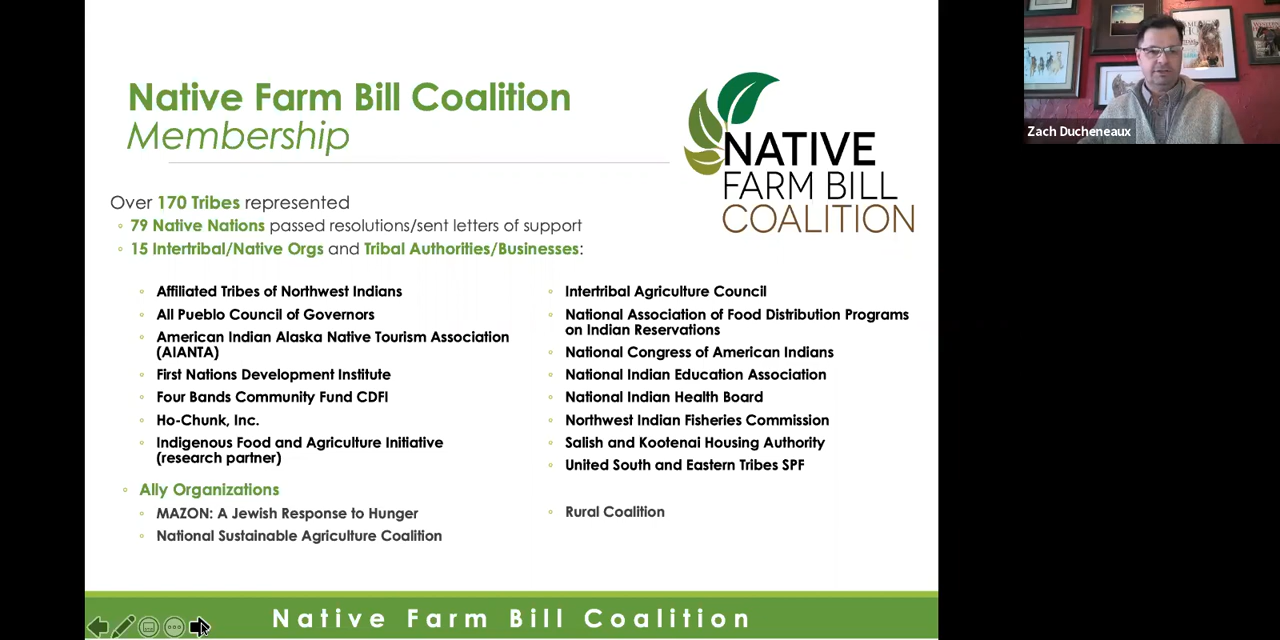 Native Farm Bill Coalition
Membership
NATIVE
FARM BILL
COALITION
Zach Ducheneaux
Over 170 Tribes represented
79 Native Nations passed resolutions/sent letters of support
15 Intertribal/Native Orgs and Tribal Authorities/Businesses:
Affiliated Tribes of Northwest Indians
All Pueblo Council of Governors
American Indian Alaska Native Tourism Association
(AIANTA)
First Nations Development Institute
Four Bands Community Fund CDFI
Ho-Chunk, Inc.
Indigenous Food and Agriculture Initiative
(research partner)
Intertribal Agriculture Council
National Association of Food Distribution Programs
on Indian Reservations
National Congress of American Indians
National Indian Education Association
National Indian Health Board
Northwest Indian Fisheries Commission
Salish and Kootenai Housing Authority
United South and Eastern Tribes SPF
Ally Organizations
MAZON: A Jewish Response to Hunger
National Sustainable Agriculture Coalition
Rural Coalition
Native Farm Bill Coalition